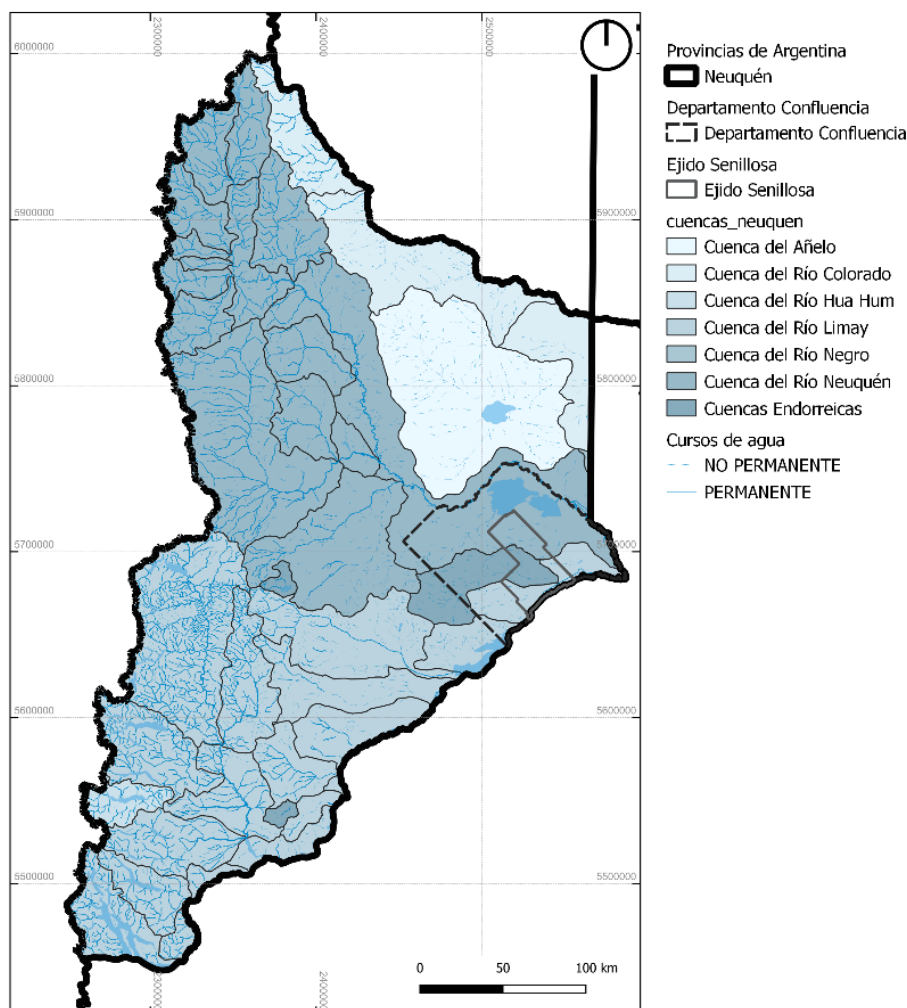 2300000
2400000
2500000
6000000
6000000
Provincias de Argentina
Neuquén
Departamento Confluencia
Departamento Confluencia
Ejido Senillosa
Ejido Senillosa
cuencas_neuquen
Cuenca del Añelo
Cuenca del Río Colorado
Cuenca del Río Hua Hum
Cuenca del Río Limay
Cuenca del Río Negro
Cuenca del Río Neuquén
Cuencas Endorreicas
Cursos de agua
NO PERMANENTE
PERMANENTE
5900000
5900000
5800000
5800000
5700000
5700000
5600000
5600000
5500000
5500000
0
50
100 km
2300000
2400000